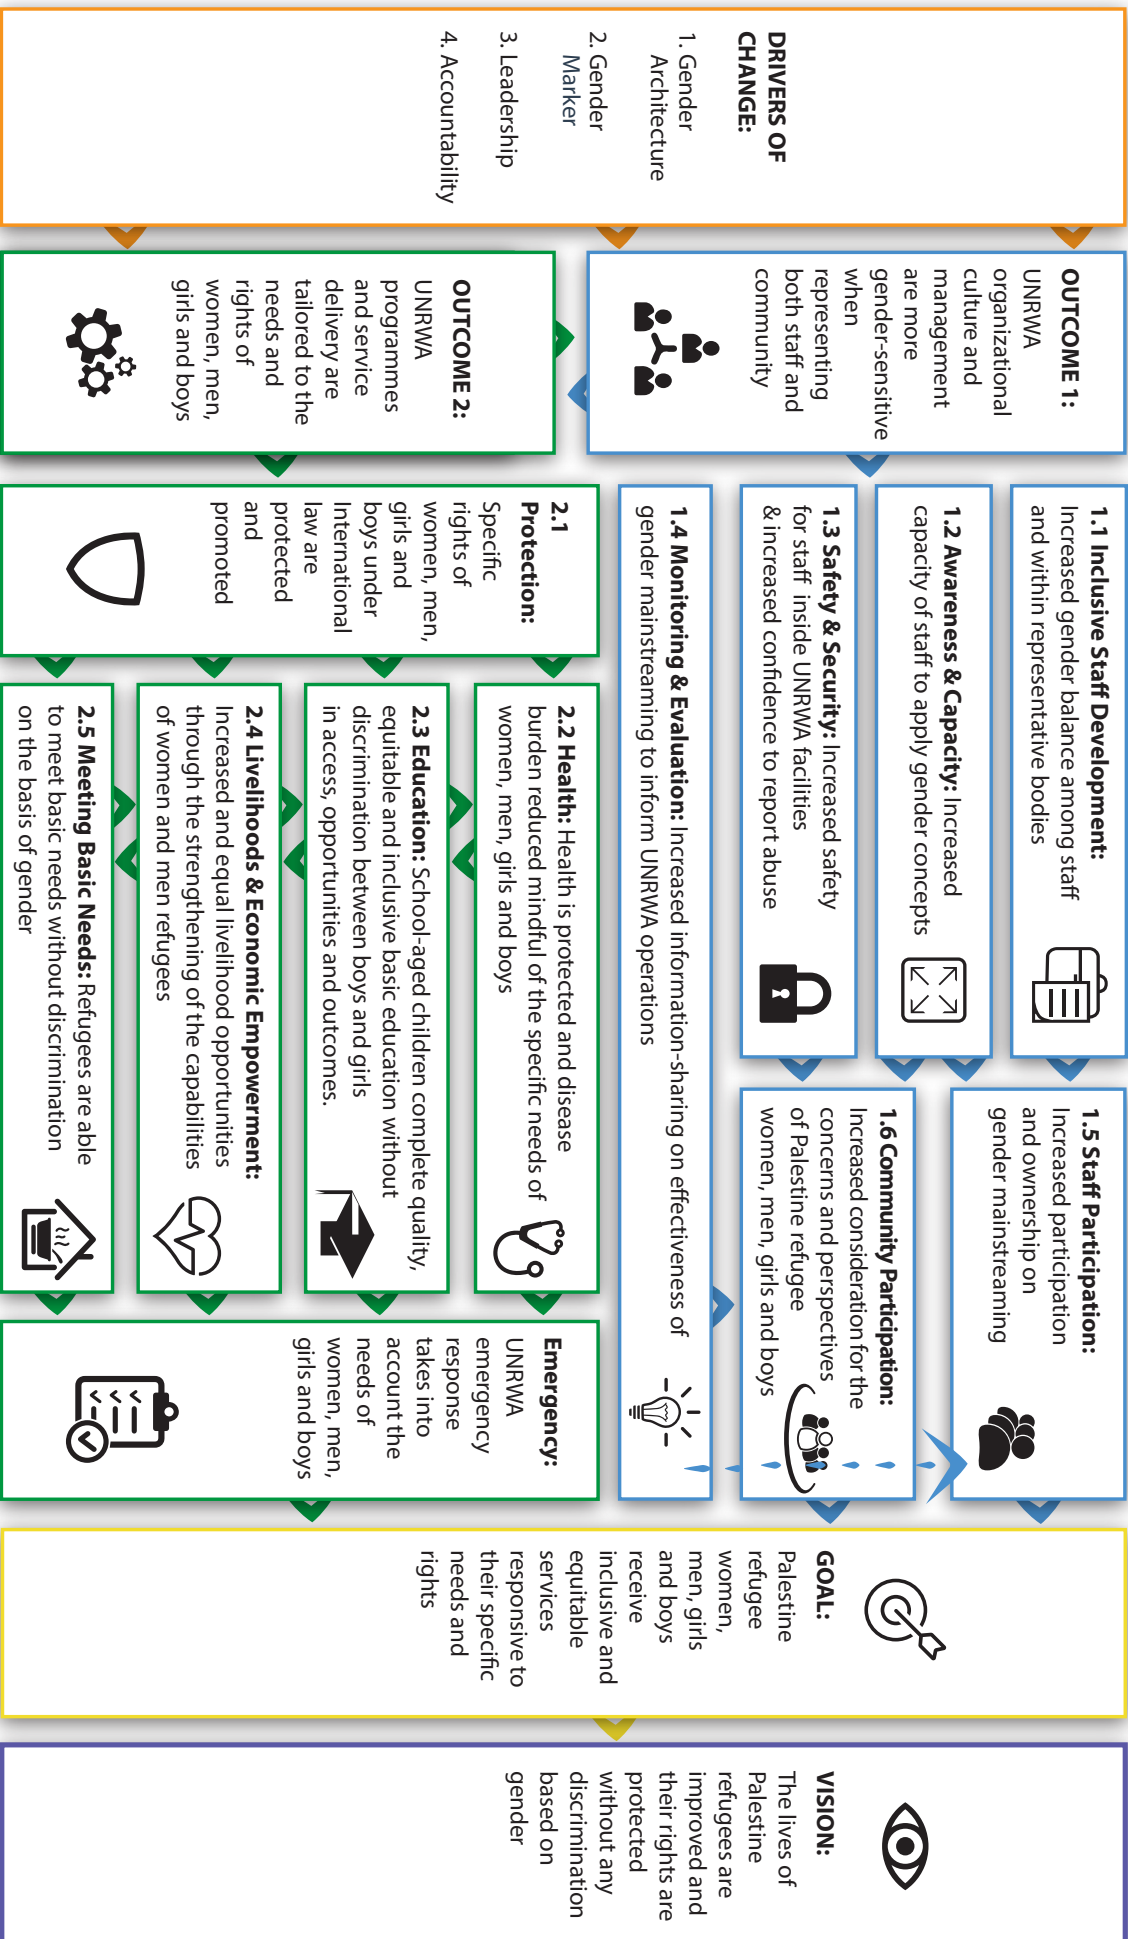 DRIVERS OF
CHANGE:
1. Gender
Architecture
2. Gender
Marker
3. Leadership
4. Accountability
OUTCOME 1:
UNRWA
organizational
culture and
management
are more
gender-sensitive
when
representing
both staff and
community
OUTCOME 2:
UNRWA
programmes
and service
delivery are
tailored to the
needs and
rights of
women, men,
girls and boys
1.1 Inclusive Staff Development:
Increased gender balance among staff
and within representative bodies
1.2 Awareness & Capacity: Increased
capacity of staff to apply gender concepts
1.3 Safety & Security: Increased safety
for staff inside UNRWA facilities
& increased confidence to report abuse
1.4 Monitoring & Evaluation: Increased information-sharing on effectiveness of
gender mainstreaming to inform UNRWA operations
1.5 Staff Participation:
Increased participation
and ownership on
gender mainstreaming
1.6 Community Participation:
Increased consideration for the
concerns and perspectives
of Palestine refugee
women, men, girls and boys
2.1
Protection:
Specific
rights of
women, men,
girls and
boys under
International
law are
protected
and
promoted
2.2 Health: Health is protected and disease
burden reduced mindful of the specific needs of
women, men, girls and boys
2.3 Education: School-aged children complete quality,
equitable and inclusive basic education without
discrimination between boys and girls
in access, opportunities and outcomes.
2.4 Livelihoods & Economic Empowerment:
Increased and equal livelihood opportunities
through the strengthening of the capabilities
of women and men refugees
2.5 Meeting Basic Needs: Refugees are able
to meet basic needs without discrimination
on the basis of gender
Emergency:
UNRWA
emergency
response
takes into
account the
needs of
women, men,
girls and boys
GOAL:
Palestine
refugee
women,
men, girls
and boys
receive
inclusive and
equitable
services
responsive to
their specific
needs and
rights
VISION:
The lives of
Palestine
refugees are
improved and
their rights are
protected
without any
discrimination
based on
gender